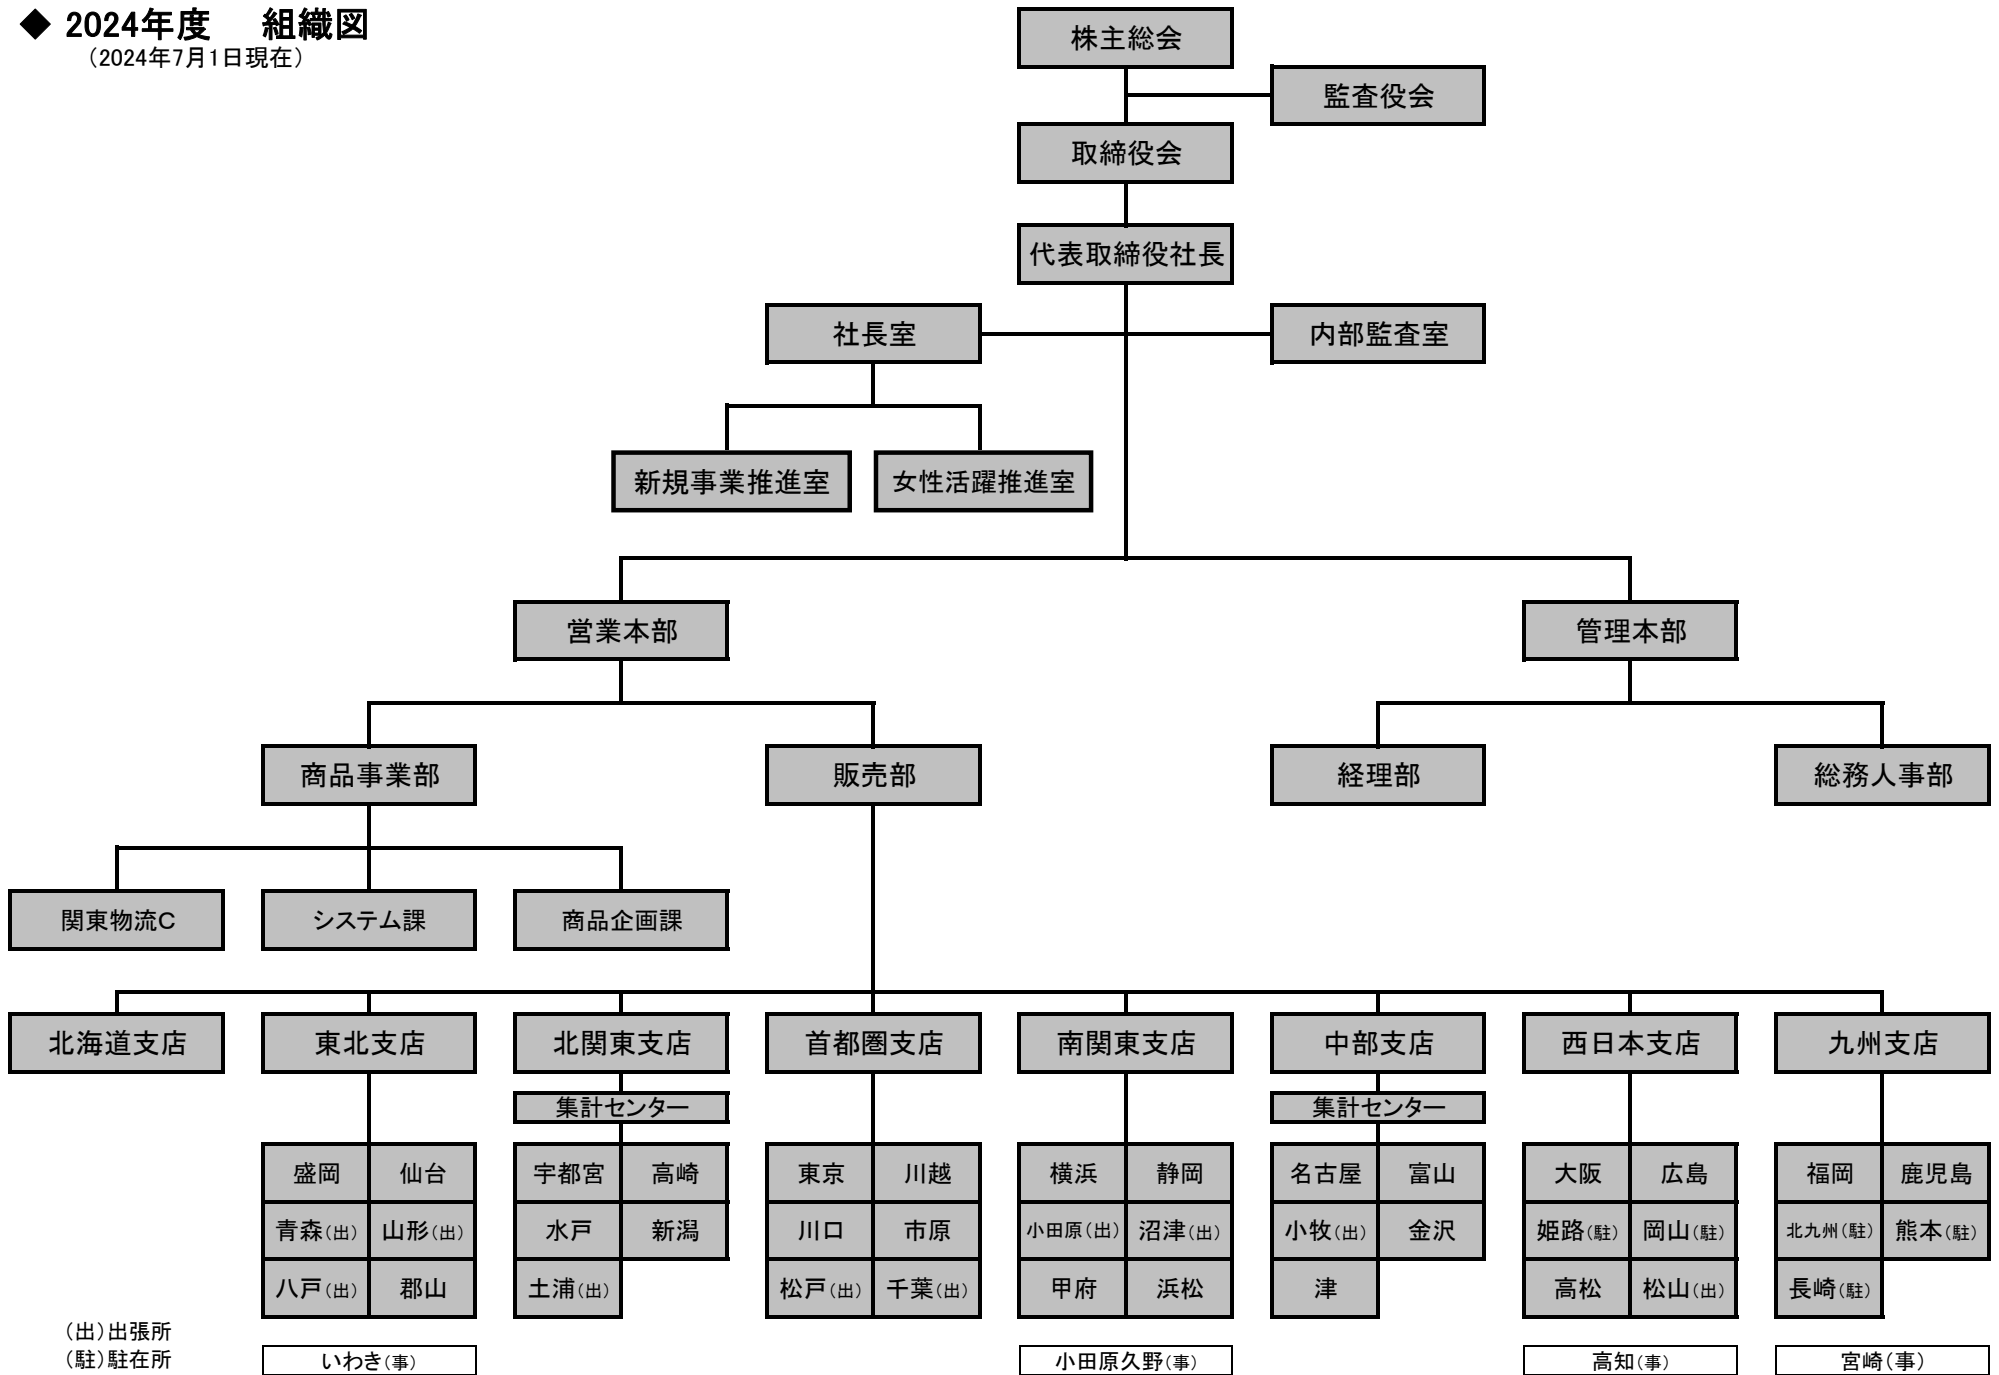 ◆ 2024年度　組織図
（2024年7月1日現在）
株主総会
監査役会
取締役会
代表取締役社長
社長室
内部監査室
新規事業推進室
女性活躍推進室
営業本部
管理本部
商品事業部
販売部
経理部
総務人事部
関東物流C
システム課
商品企画課
北海道支店
東北支店
北関東支店
首都圏支店
南関東支店
中部支店
西日本支店
九州支店
集計センター
集計センター
盛岡 仙台
宇都宮 高崎
東京 川越
横浜 静岡
名古屋 富山
大阪 広島
福岡 鹿児島
青森（出） 山形（出）
水戸 新潟
川口 市原
小田原（出） 沼津（出）
小牧（出） 金沢
姫路（駐） 岡山（駐）
北九州（駐） 熊本（駐）
八戸（出） 郡山
土浦（出）
松戸（出） 千葉（出）
甲府 浜松
津
高松 松山（出）
長崎（駐）
（出）出張所
（駐）駐在所
いわき（事）
小田原久野（事）
高知（事）
宮崎（事）